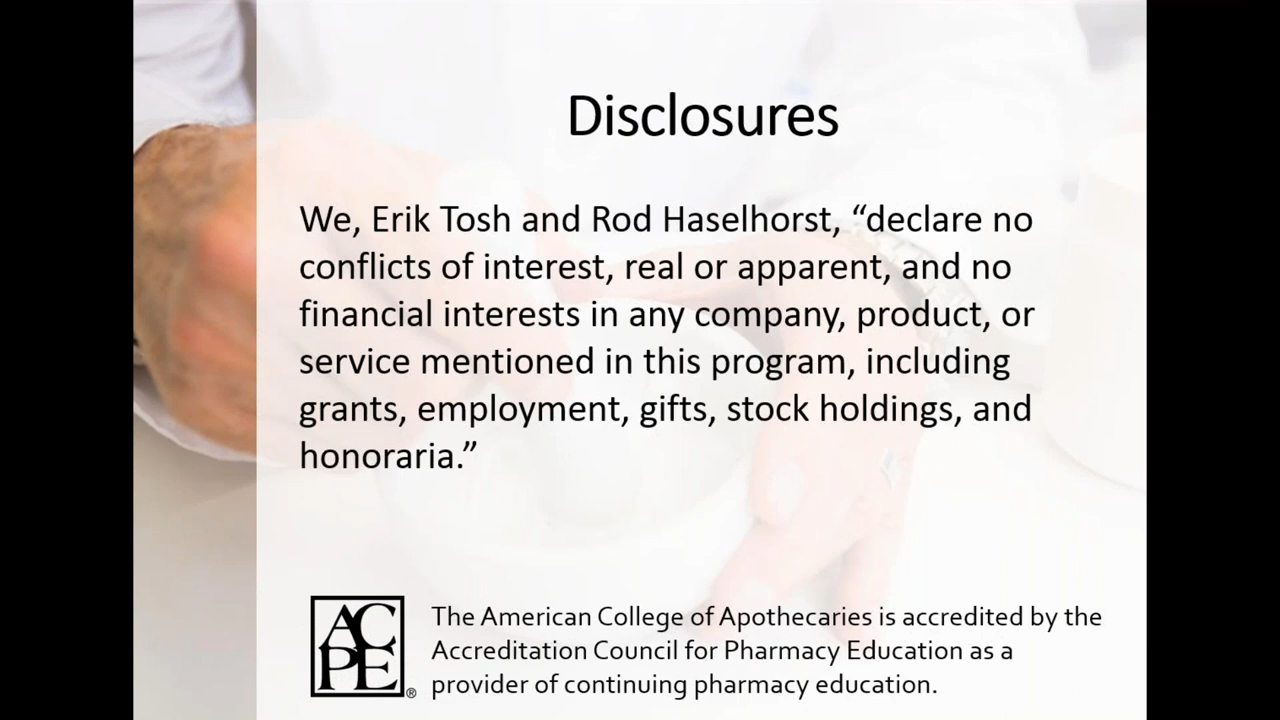 Disclosures
We, Erik Tosh and Rod Haselhorst, “declare no
conflicts of interest, real or apparent, and no
financial interests in any company, product, or
service mentioned in this program, including
grants, employment, gifts, stock holdings, and
honoraria.”
AC
PE®
The American College of Apothecaries is accredited by the
Accreditation Council for Pharmacy Education as a
provider of continuing pharmacy education.